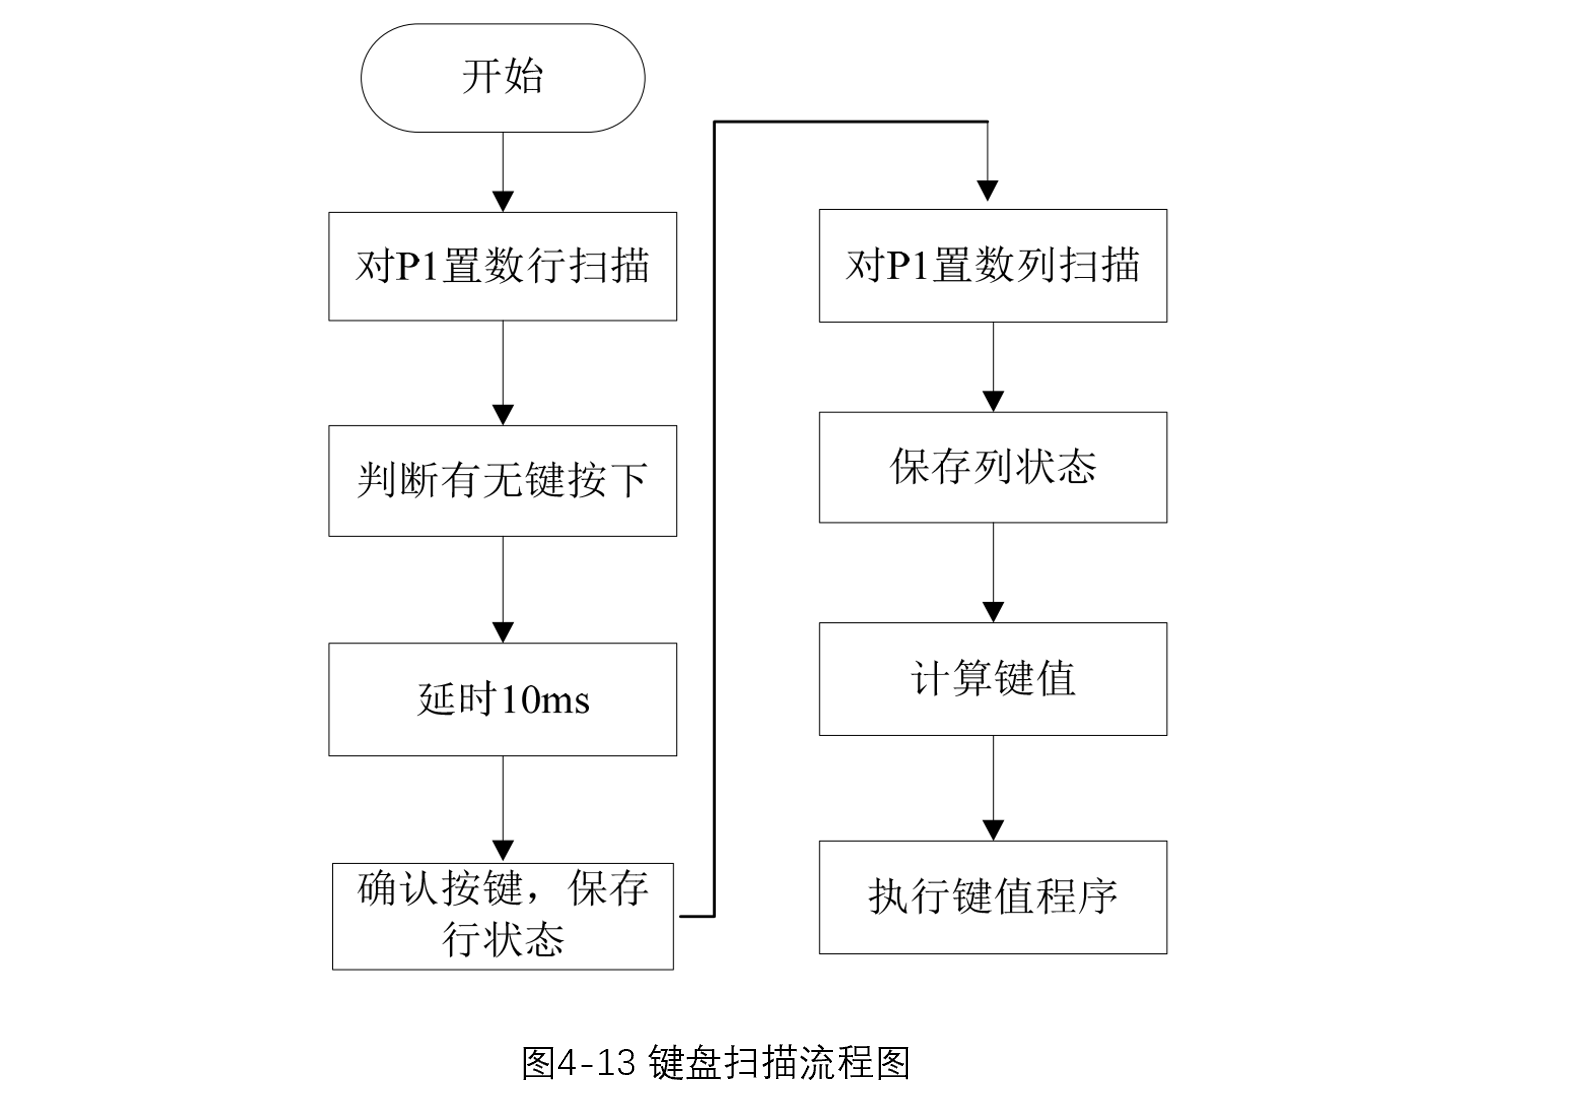 开始
对P1置数行扫描
判断有无键按下
延时10ms
确认按键，保存
行状态
对P1置数列扫描
保存列状态
计算键值
执行键值程序
图4-13 键盘扫描流程图